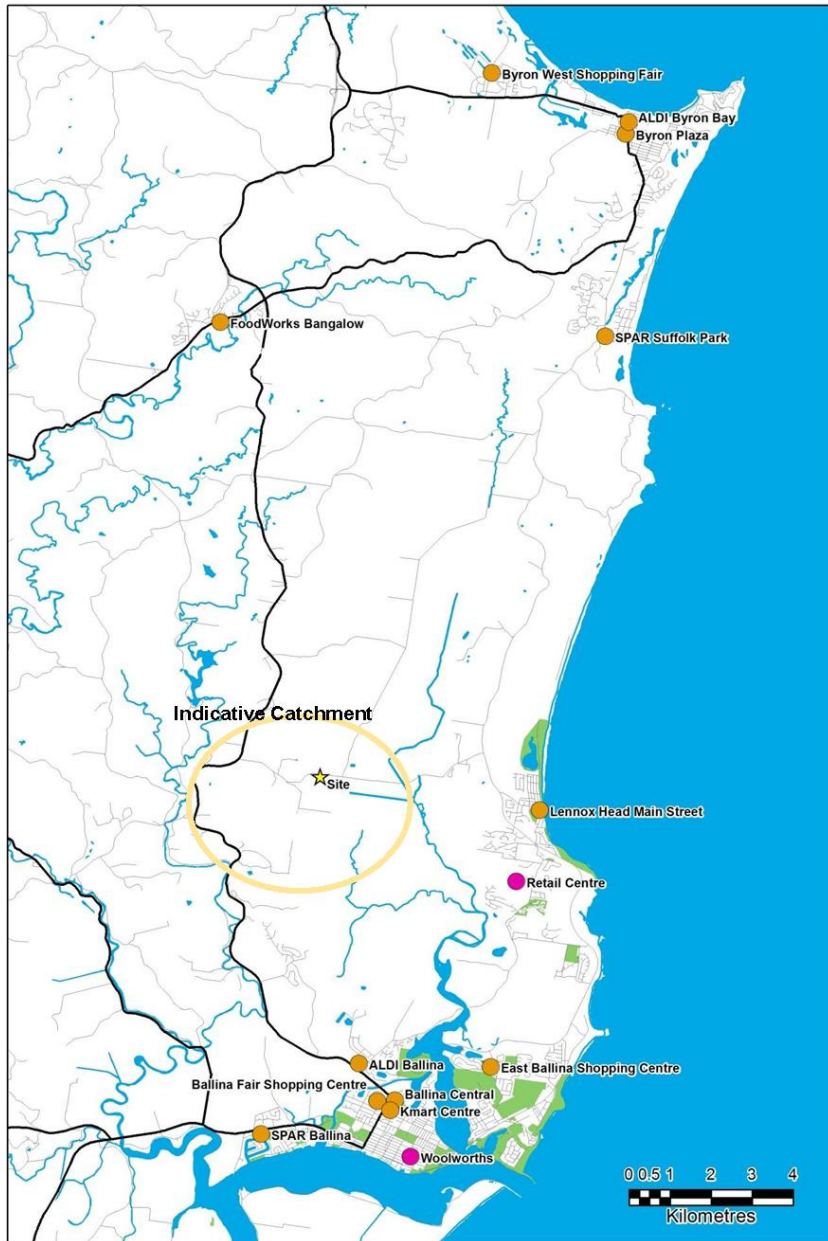 Byron West Shopping Fair
ALDI Byron Bay
Byron Plaza
FoodWorks Bangalow
SPAR Suffolk Park
Indicative Catchment
Site
Lennox Head Main Street
Retail Centre
ALDI Ballina
East Ballina Shopping Centre
Ballina Fair Shopping Centre
Ballina Central
Kmart Centre
SPAR Ballina
Woolworths
0 0.5 1 2 3 4
Kilometres